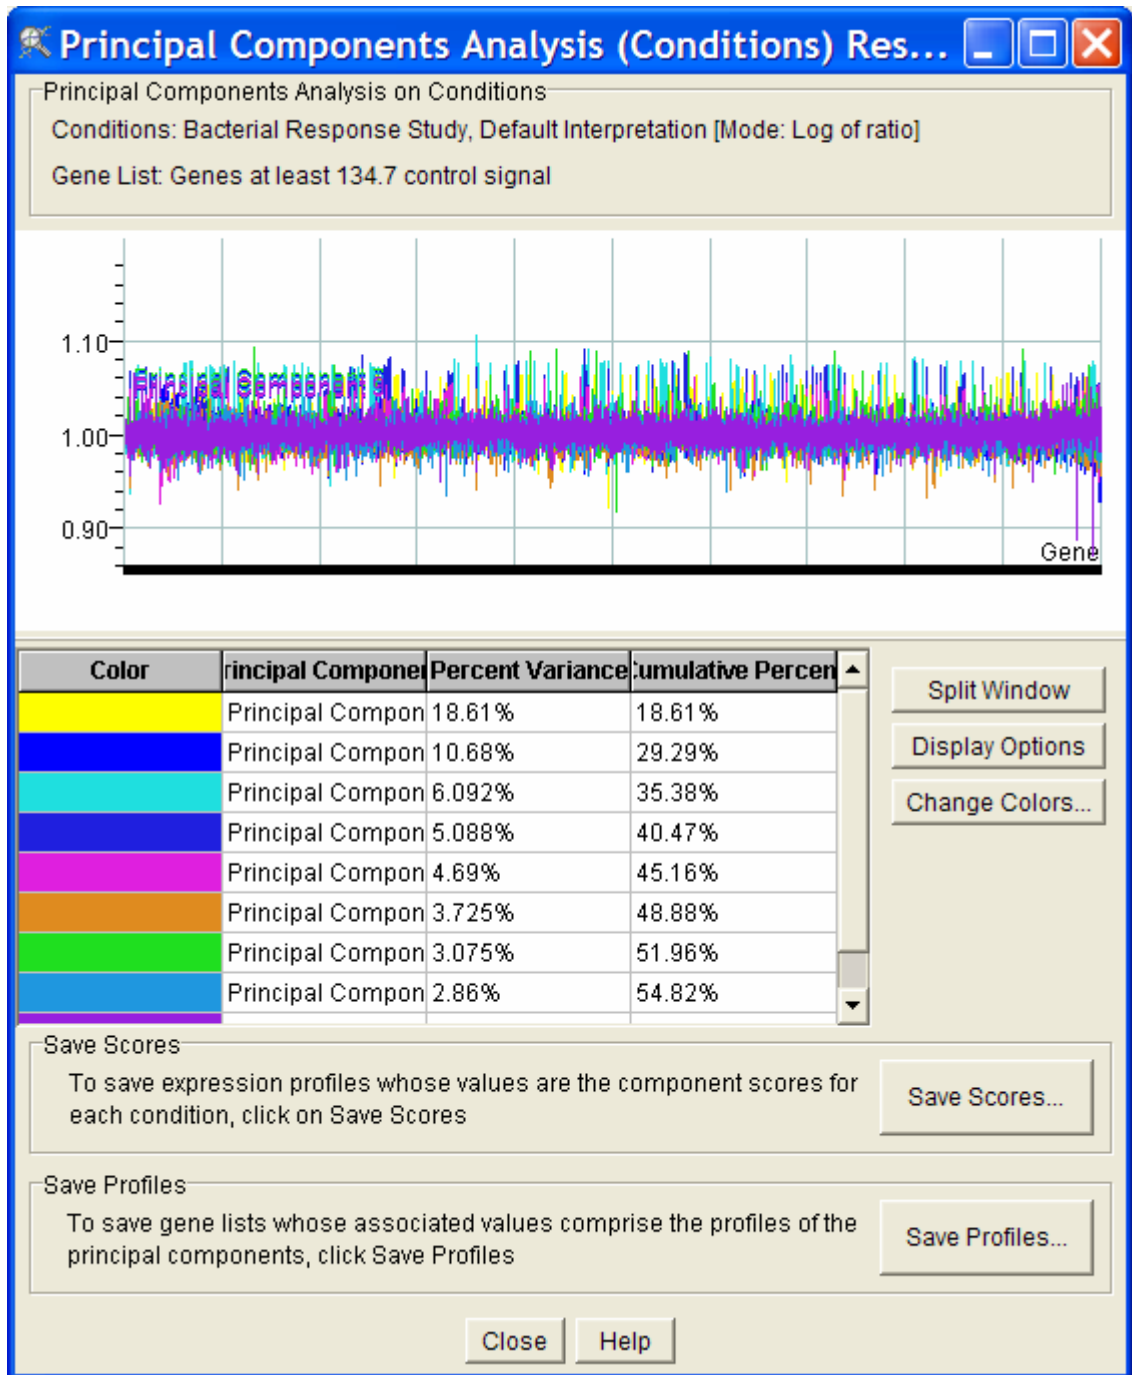 Principal Components Analysis (Conditions) Res...
Principal Components Analysis on Conditions
Conditions: Bacterial Response Study, Default Interpretation [Mode: Log of ratio]
Gene List: Genes at least 134.7 control signal
1.10
Principal Component
1.00
0.90
Gene
Color rincipal Componen Percent Variance umulative Percen
Principal Compon 18.61% 18.61%
Principal Compon 10.68% 29.29%
Principal Compon 6.092% 35.38%
Principal Compon 5.088% 40.47%
Principal Compon 4.69% 45.16%
Principal Compon 3.725% 48.88%
Principal Compon 3.075% 51.96%
Principal Compon 2.86% 54.82%
Split Window
Display Options
Change Colors...
Save Scores
To save expression profiles whose values are the component scores for
each condition, click on Save Scores
Save Scores...
Save Profiles
To save gene lists whose associated values comprise the profiles of the
principal components, click Save Profiles
Save Profiles...
Close Help